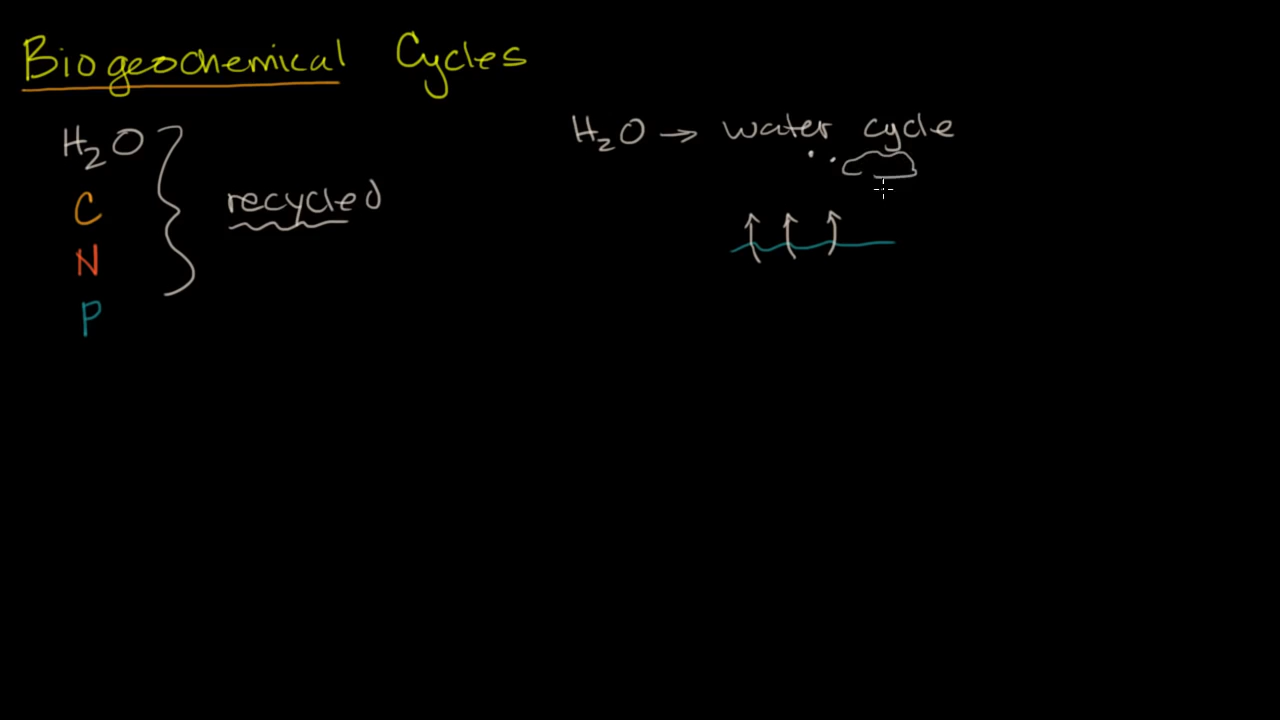 Biogeochemical Cycles
H₂O
C
N
P
recycled
H₂O → water cycle